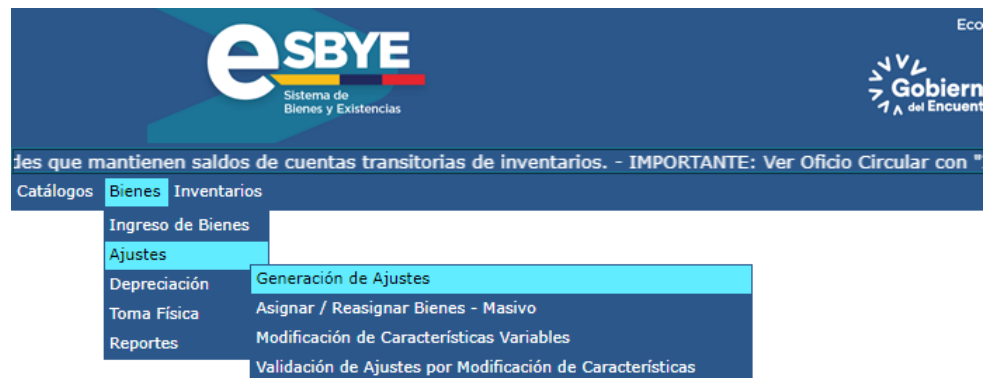 Eco
eSBYE
Sistema de
Bienes y Existencias
Gobiern
del Encuent
des que mantienen saldos de cuentas transitorias de inventarios. - IMPORTANTE: Ver Oficio Circular con "
Catálogos Bienes Inventarios
Ingreso de Bienes
Ajustes
Generación de Ajustes
Depreciación
Asignar / Reasignar Bienes - Masivo
Toma Física
Modificación de Características Variables
Reportes
Validación de Ajustes por Modificación de Características